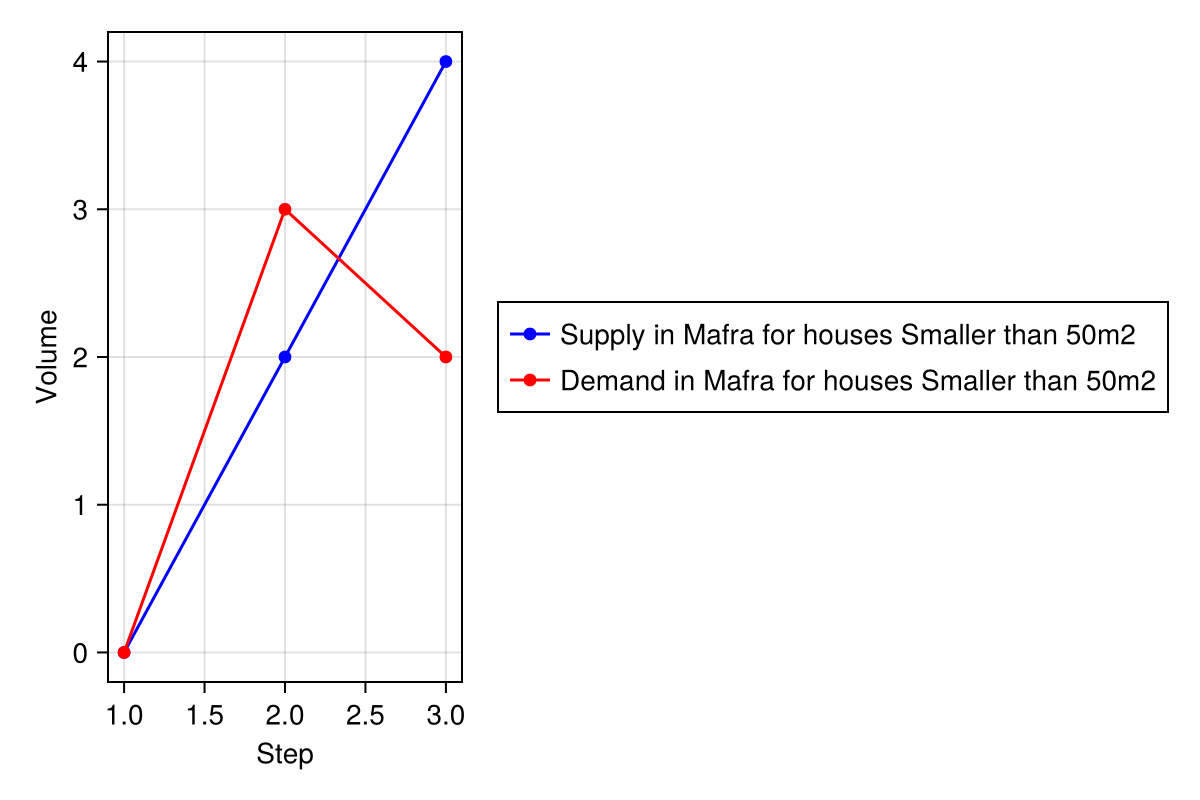 4
3
2
1
0
Volume
1.0 1.5 2.0 2.5 3.0
Step
Supply in Mafra for houses Smaller than 50m2
Demand in Mafra for houses Smaller than 50m2